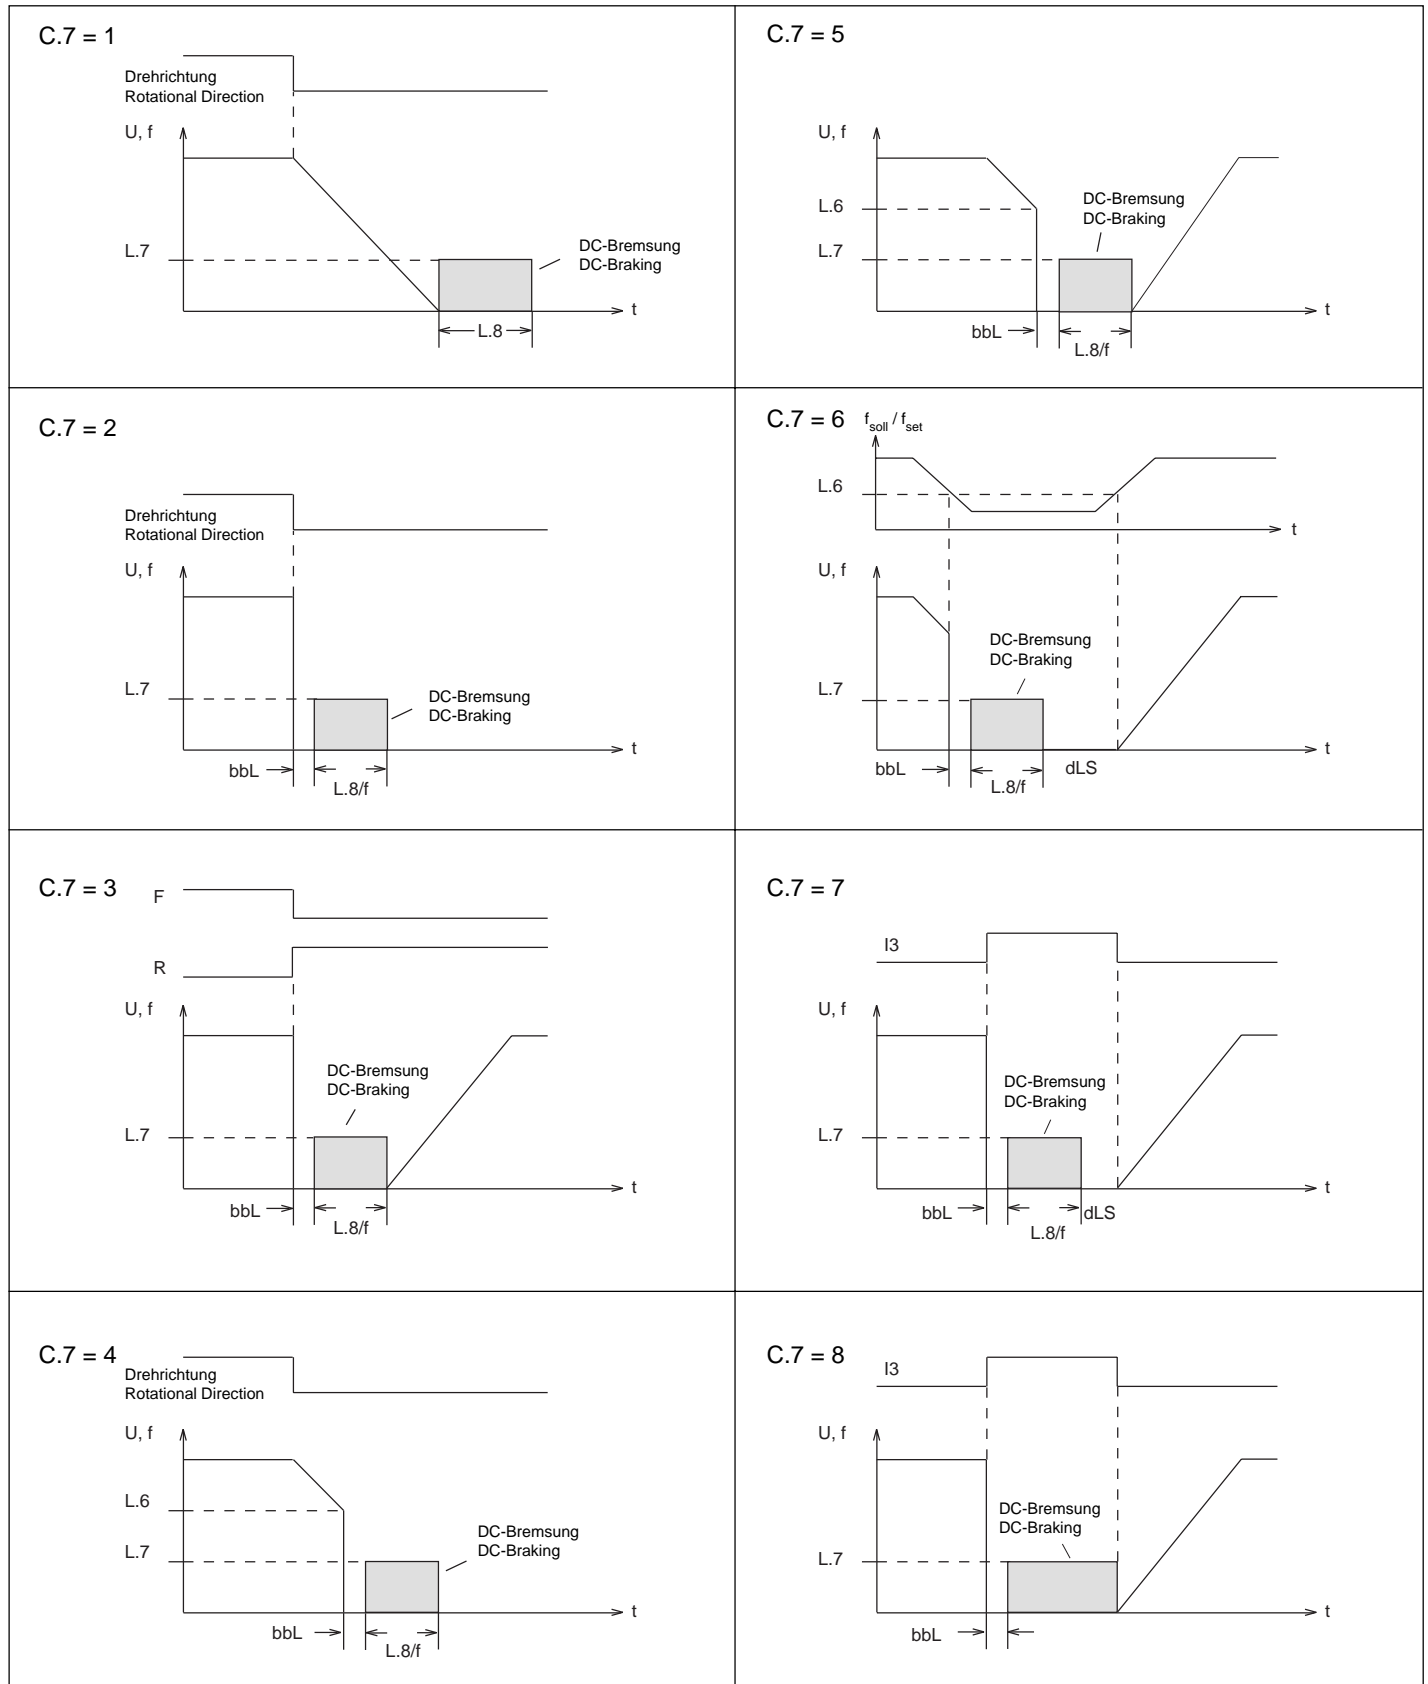 C.7 = 1
Drehrichtung
Rotational Direction
U, f
L.7
DC-Bremsung
DC-Braking
t
L.8
C.7 = 5
U, f
L.6
L.7
DC-Bremsung
DC-Braking
t
bbL
L.8/f
C.7 = 2
Drehrichtung
Rotational Direction
U, f
L.7
DC-Bremsung
DC-Braking
t
bbL
L.8/f
C.7 = 6 fsoll / fset
L.6
t
U, f
DC-Bremsung
DC-Braking
L.7
t
bbL
L.8/f
dLS
C.7 = 3
F
R
U, f
DC-Bremsung
DC-Braking
L.7
t
bbL
L.8/f
C.7 = 7
I3
U, f
DC-Bremsung
DC-Braking
L.7
t
bbL
dLS
L.8/f
C.7 = 4
Drehrichtung
Rotational Direction
U, f
L.6
L.7
DC-Bremsung
DC-Braking
t
bbL
L.8/f
C.7 = 8
I3
U, f
DC-Bremsung
DC-Braking
L.7
t
bbL